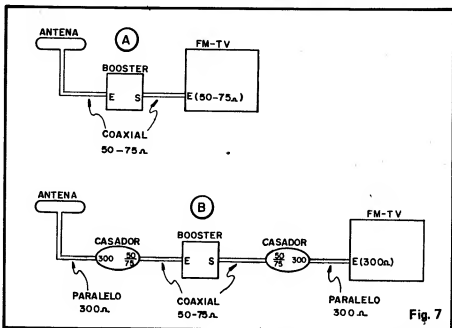 ANTENA
A
FM-TV
BOOSTER
E S
E (50-75Ω)
COAXIAL
50-75Ω
ANTENA
B
BOOSTER
FM-TV
CASADOR
CASADOR
300 50/75
E S
50/75 300
E (300Ω)
PARALELO
300Ω
COAXIAL
50-75Ω
PARALELO
300Ω
Fig. 7